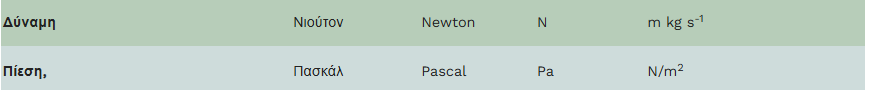 Δύναμη Νιούτον Newton N m kg s⁻¹
Πίεση, Πασκάλ Pascal Pa N/m²